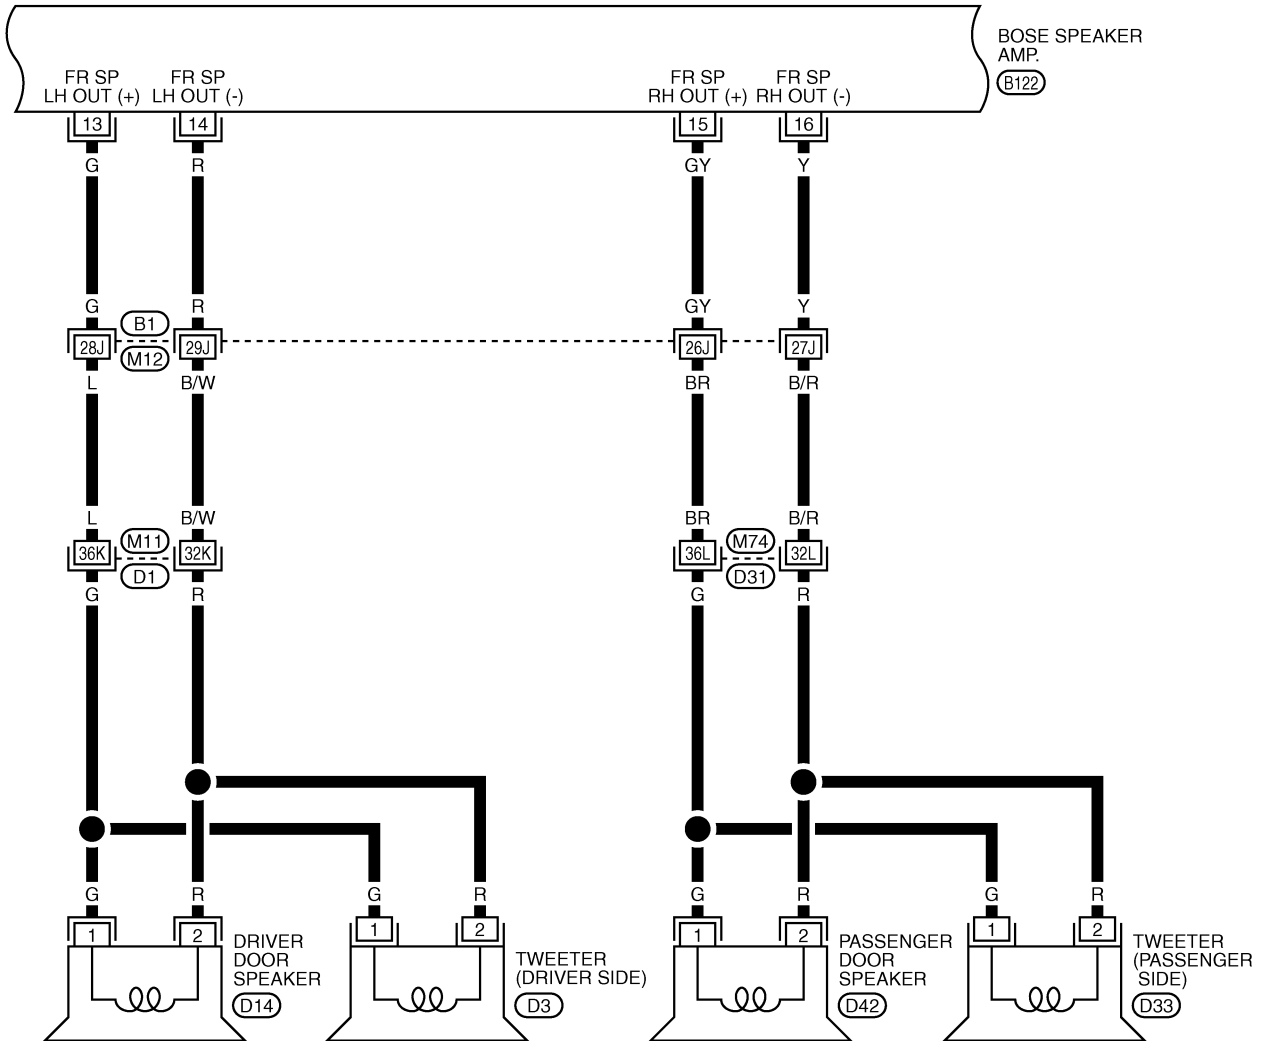 BOSE SPEAKER
AMP.
B122
FR SP
LH OUT (+)
FR SP
LH OUT (-)
FR SP
RH OUT (+)
FR SP
RH OUT (-)
13
14
15
16
G
R
GY
Y
G
R
GY
Y
B1
28J
29J
26J
27J
M12
L
B/W
BR
B/R
L
B/W
BR
B/R
M11
M74
36K
32K
36L
32L
D1
D31
G
R
G
R
G
R
G
R
G
R
G
R
1
2
1
2
1
2
1
2
DRIVER
DOOR
SPEAKER
D14
TWEETER
(DRIVER SIDE)
D3
PASSENGER
DOOR
SPEAKER
D42
TWEETER
(PASSENGER
SIDE)
D33